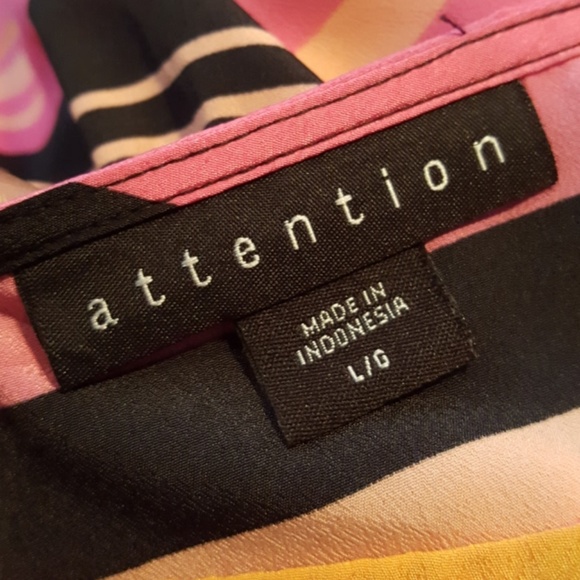 attention
MADE IN
INDONESIA
L/G